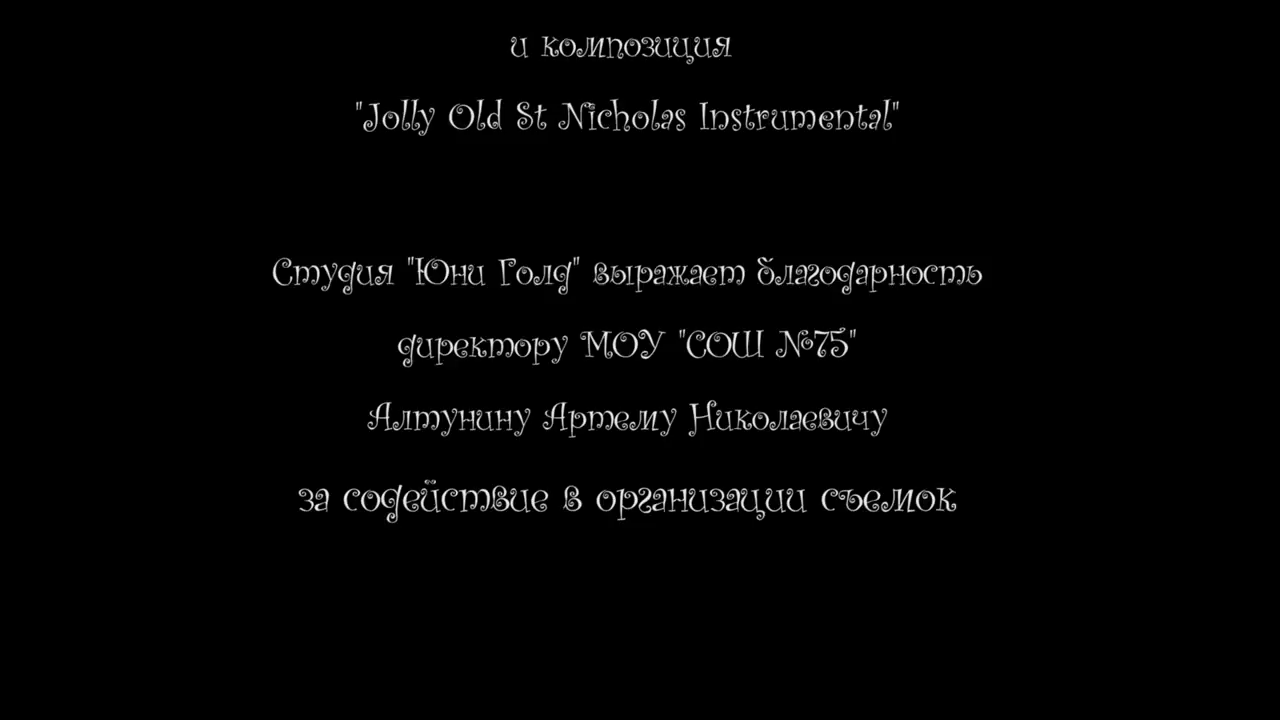 и композиция
"Jolly Old St Nicholas Instrumental"
Студия "Юни Голд" выражает благодарность
директору МОУ "СОШ №75"
Алтунину Артему Николаевичу
за содействие в организации съемок